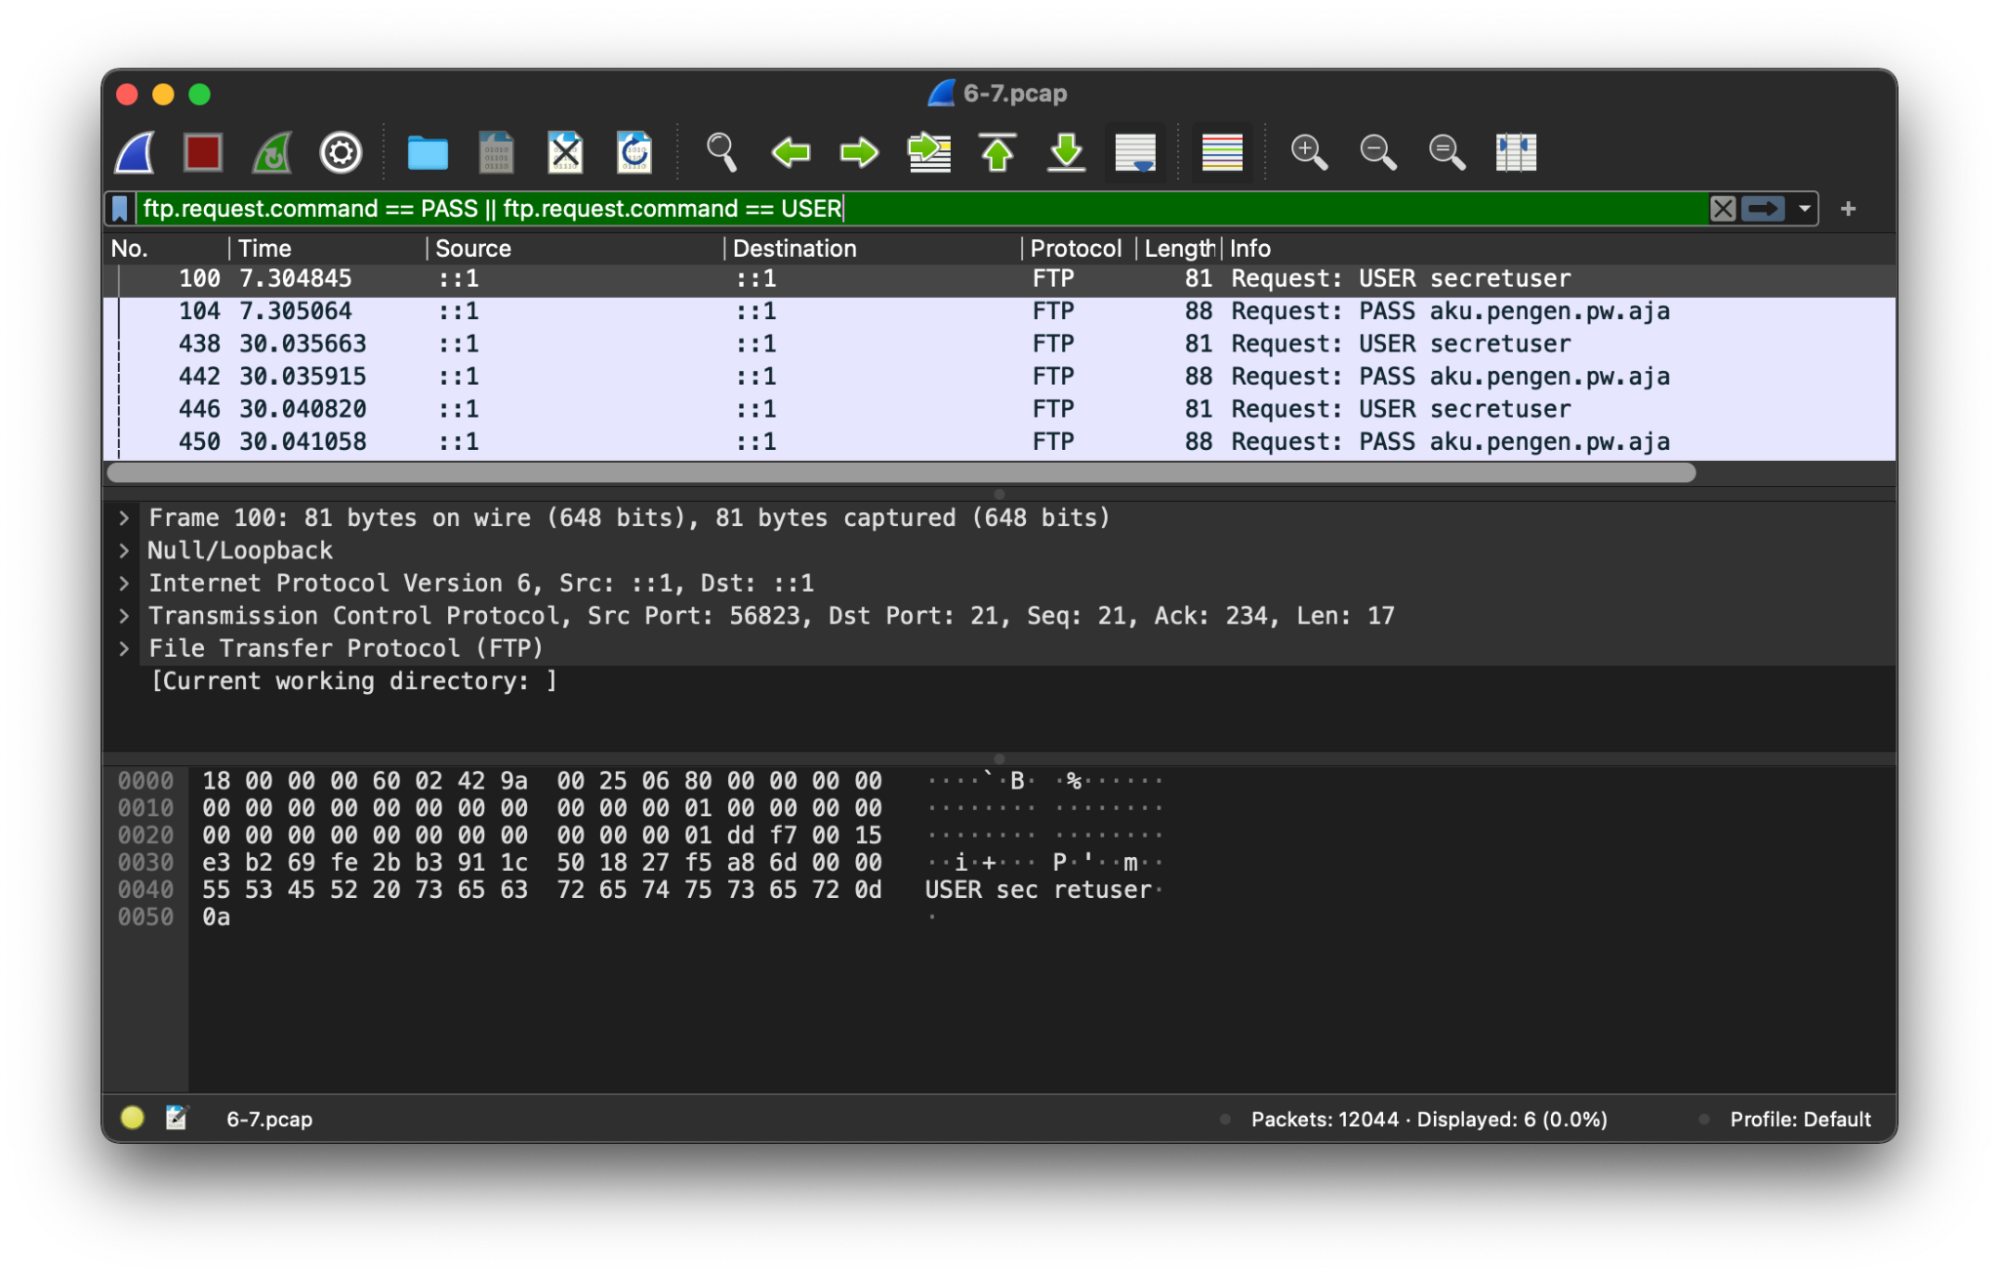 6-7.pcap
ftp.request.command == PASS || ftp.request.command == USER
No. Time Source Destination Protocol Length Info
100 7.304845 ::1 ::1 FTP 81 Request: USER secretuser
104 7.305064 ::1 ::1 FTP 88 Request: PASS aku.pengen.pw.aja
438 30.035663 ::1 ::1 FTP 81 Request: USER secretuser
442 30.035915 ::1 ::1 FTP 88 Request: PASS aku.pengen.pw.aja
446 30.040820 ::1 ::1 FTP 81 Request: USER secretuser
450 30.041058 ::1 ::1 FTP 88 Request: PASS aku.pengen.pw.aja
Frame 100: 81 bytes on wire (648 bits), 81 bytes captured (648 bits)
Null/Loopback
Internet Protocol Version 6, Src: ::1, Dst: ::1
Transmission Control Protocol, Src Port: 56823, Dst Port: 21, Seq: 21, Ack: 234, Len: 17
File Transfer Protocol (FTP)
[Current working directory: ]
0000 18 00 00 00 60 02 42 9a 00 25 06 80 00 00 00 00 ····`·B· ·%······
0010 00 00 00 00 00 00 00 00 00 00 00 01 00 00 00 00 ········ ········
0020 00 00 00 00 00 00 00 00 00 00 00 01 dd f7 00 15 ········ ········
0030 e3 b2 69 fe 2b b3 91 1c 50 18 27 f5 a8 6d 00 00 ··i·+··· P·'··m··
0040 55 53 45 52 20 73 65 63 72 65 74 75 73 65 72 0d USER sec retuser·
0050 0a ·
6-7.pcap Packets: 12044 · Displayed: 6 (0.0%) Profile: Default